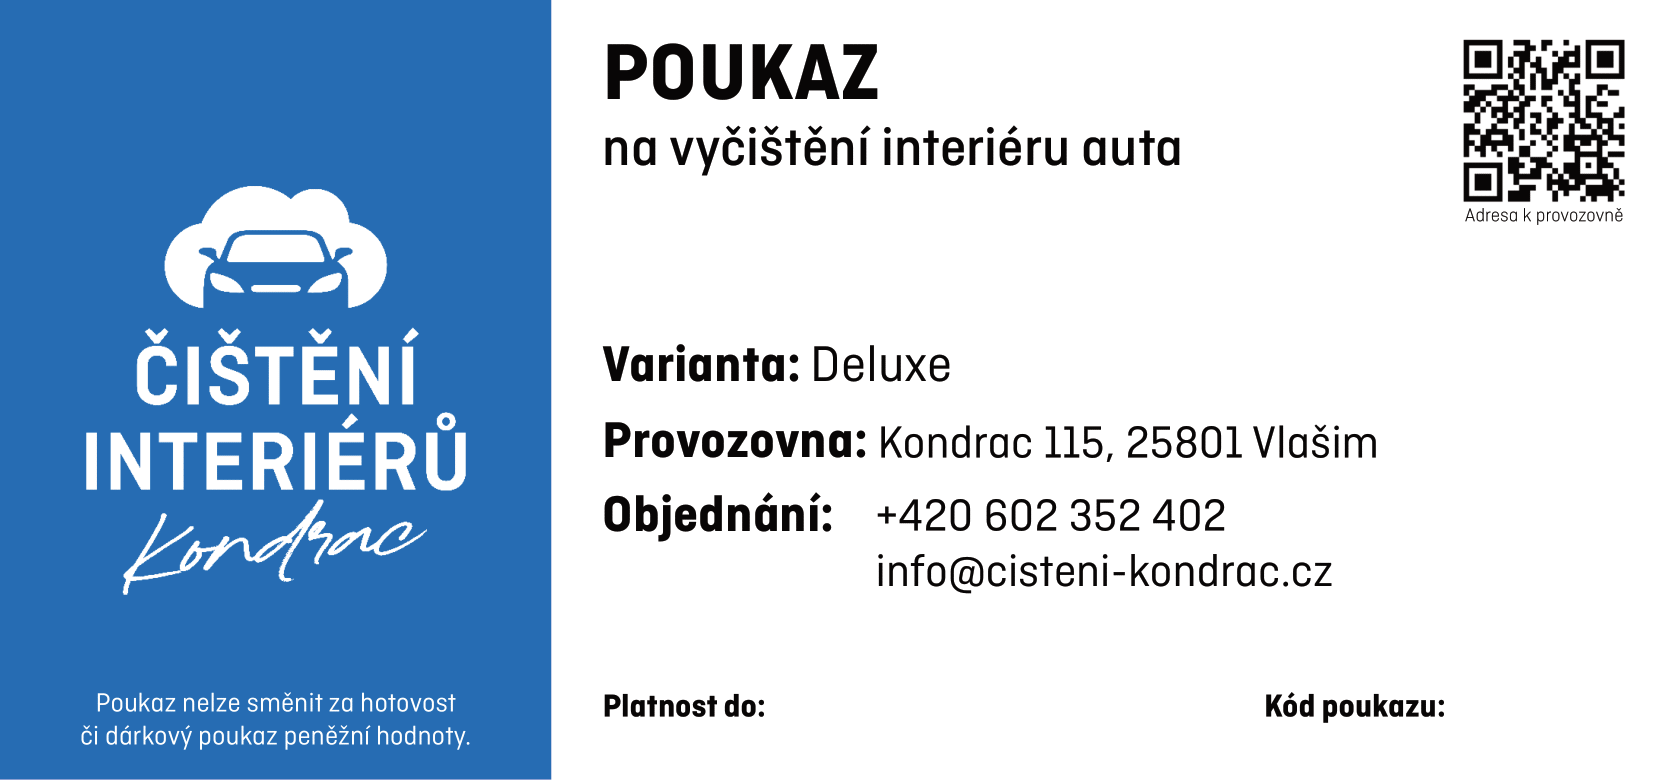 ČIŠTĚNÍ
INTERIÉRŮ
Kondrac
Poukaz nelze směnit za hotovost
či dárkový poukaz peněžní hodnoty.
POUKAZ
na vyčištění interiéru auta
Adresa k provozovně
Varianta: Deluxe
Provozovna: Kondrac 115, 25801 Vlašim
Objednání: +420 602 352 402
info@cisteni-kondrac.cz
Platnost do:
Kód poukazu: